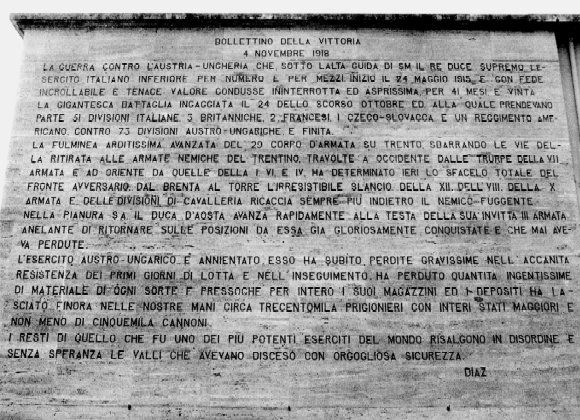 BOLLETTINO DELLA VITTORIA
4 NOVEMBRE 1918
LA GUERRA CONTRO L'AUSTRIA-UNGHERIA CHE, SOTTO L'ALTA GUIDA DI SM IL RE DUCE SUPREMO, L'E-
SERCITO ITALIANO INFERIORE PER NUMERO E PER MEZZI, INIZIO IL 24 MAGGIO 1915 E CON FEDE
INCROLLABILE E TENACE VALORE CONDUSSE ININTERROTTA ED ASPRISSIMA PER 41 MESI E VINTA
LA GIGANTESCA BATTAGLIA INGAGGIATA IL 24 DELLO SCORSO OTTOBRE ED ALLA QUALE PRENDEVANO
PARTE 51 DIVISIONI ITALIANE, 3 BRITANNICHE, 2 FRANCESI, 1 CZECO-SLOVACCA E UN REGGIMENTO AME-
RICANO, CONTRO 73 DIVISIONI AUSTRO-UNGARICHE E FINITA.
LA FULMINEA ARDITISSIMA AVANZATA DEL 29 CORPO D'ARMATA SU TRENTO, SBARRANDO LE VIE DEL-
LA RITIRATA ALLE ARMATE NEMICHE DEL TRENTINO, TRAVOLTE A OCCIDENTE DALLE TRUPPE DELLA VII
ARMATA E AD ORIENTE DA QUELLE DELLA I, VI, E IV, HA DETERMINATO IERI LO SFACELO TOTALE DEL
FRONTE AVVERSARIO. DAL BRENTA AL TORRE L'IRRESISTIBILE SLANCIO DELLA XII, DELL'VIII, DELLA X
ARMATA E DELLE DIVISIONI DI CAVALLERIA RICACCIA SEMPRE PIU INDIETRO IL NEMICO FUGGENTE.
NELLA PIANURA S.A. IL DUCA D'AOSTA AVANZA RAPIDAMENTE ALLA TESTA DELLA SUA INVITTA III ARMATA
ANELANTE DI RITORNARE SULLE POSIZIONI DA ESSA GIA GLORIOSAMENTE CONQUISTATE E CHE MAI AVE-
VA PERDUTE.
L'ESERCITO AUSTRO-UNGARICO E ANNIENTATO, ESSO HA SUBITO PERDITE GRAVISSIME NELL'ACCANITA
RESISTENZA DEI PRIMI GIORNI DI LOTTA E NELL'INSEGUIMENTO, HA PERDUTO QUANTITA INGENTISSIME
DI MATERIALE DI OGNI SORTE E PRESSOCHE PER INTERO I SUOI MAGAZZINI ED I DEPOSITI HA LA-
SCIATO FINORA NELLE NOSTRE MANI CIRCA TRECENTOMILA PRIGIONIERI CON INTERI STATI MAGGIORI E
NON MENO DI CINQUEMILA CANNONI.
I RESTI DI QUELLO CHE FU UNO DEI PIU POTENTI ESERCITI DEL MONDO RISALGONO IN DISORDINE E
SENZA SPERANZA LE VALLI CHE AVEVANO DISCESO CON ORGOGLIOSA SICUREZZA.
DIAZ